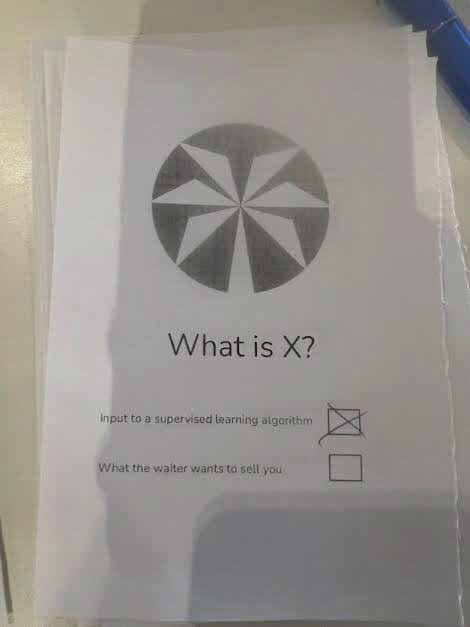 What is X?
Input to a supervised learning algorithm
What the waiter wants to sell you